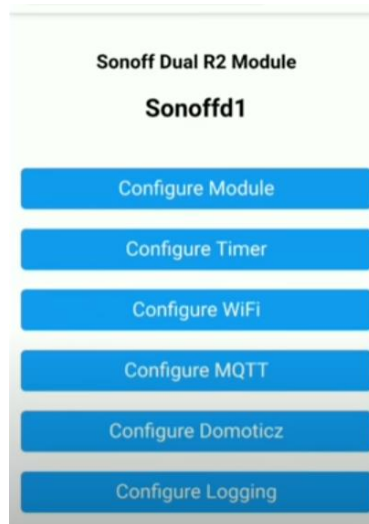 Sonoff Dual R2 Module
Sonoffd1
Configure Module
Configure Timer
Configure WiFi
Configure MQTT
Configure Domoticz
Configure Logging